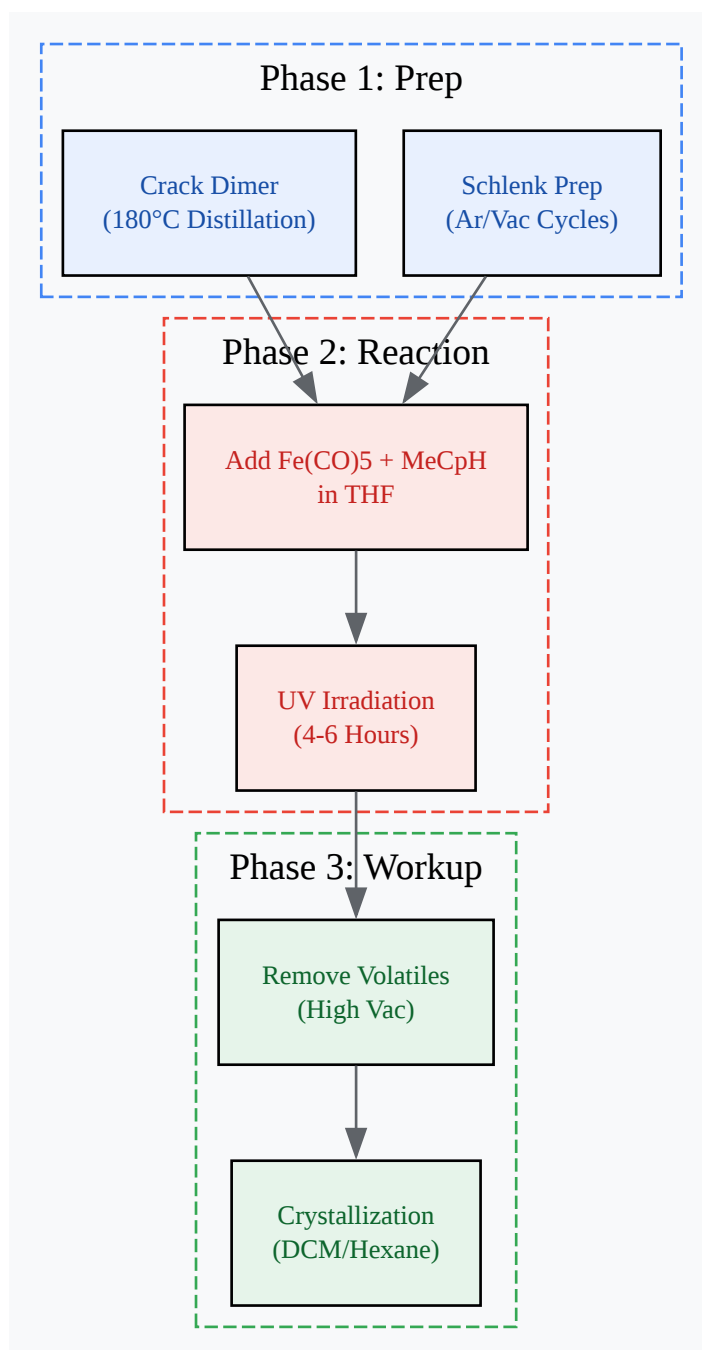 Phase 1: Prep
Crack Dimer
(180°C Distillation)
Schlenk Prep
(Ar/Vac Cycles)
Phase 2: Reaction
Add Fe(CO)5 + MeCpH
in THF
UV Irradiation
(4-6 Hours)
Phase 3: Workup
Remove Volatiles
(High Vac)
Crystallization
(DCM/Hexane)